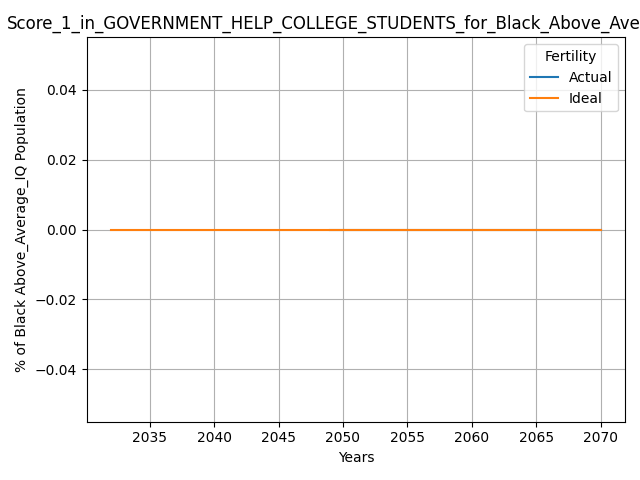 Score_1_in_GOVERNMENT_HELP_COLLEGE_STUDENTS_for_Black_Above_Ave
Fertility
Actual
Ideal
% of Black Above_Average_IQ Population
0.04
0.02
0.00
−0.02
−0.04
2035 2040 2045 2050 2055 2060 2065 2070
Years